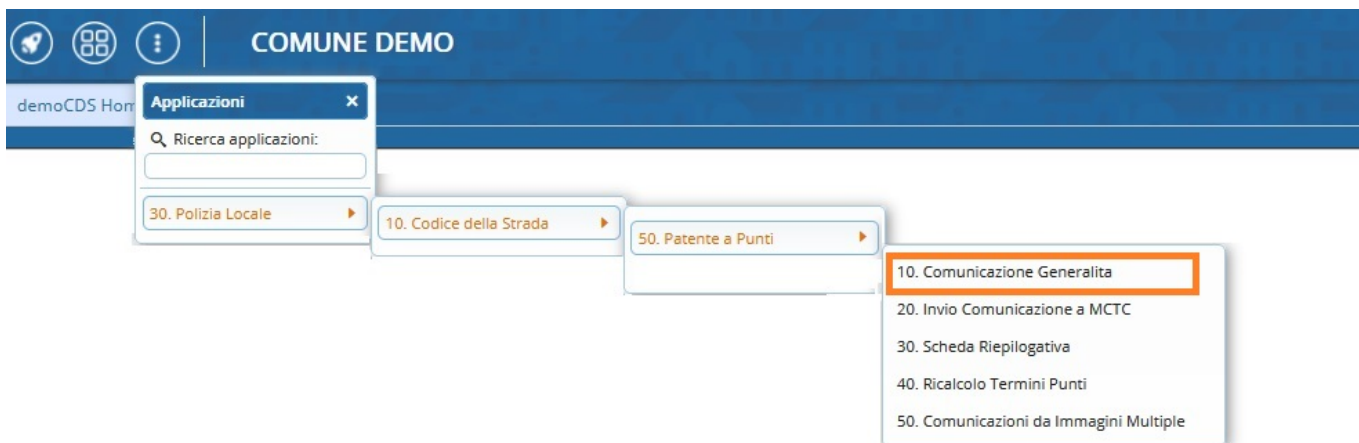 COMUNE DEMO
demoCDS Hom
Applicazioni
Ricerca applicazioni:
30. Polizia Locale
10. Codice della Strada
50. Patente a Punti
10. Comunicazione Generalita
20. Invio Comunicazione a MCTC
30. Scheda Riepilogativa
40. Ricalcolo Termini Punti
50. Comunicazioni da Immagini Multiple